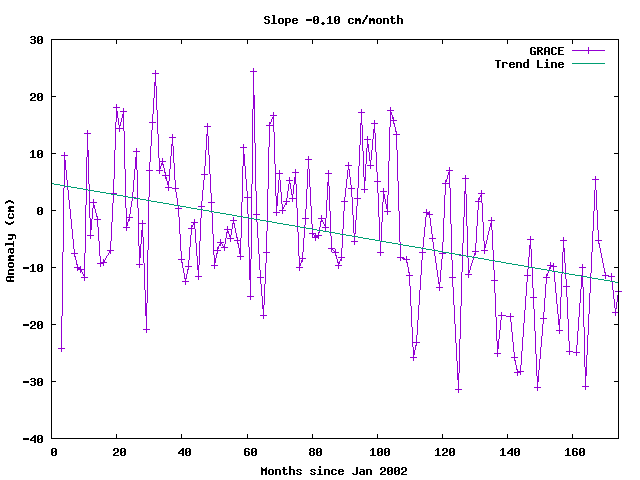 Slope -0.10 cm/month
30
20
10
0
-10
-20
-30
-40
Anomaly (cm)
GRACE
Trend Line
0 20 40 60 80 100 120 140 160
Months since Jan 2002